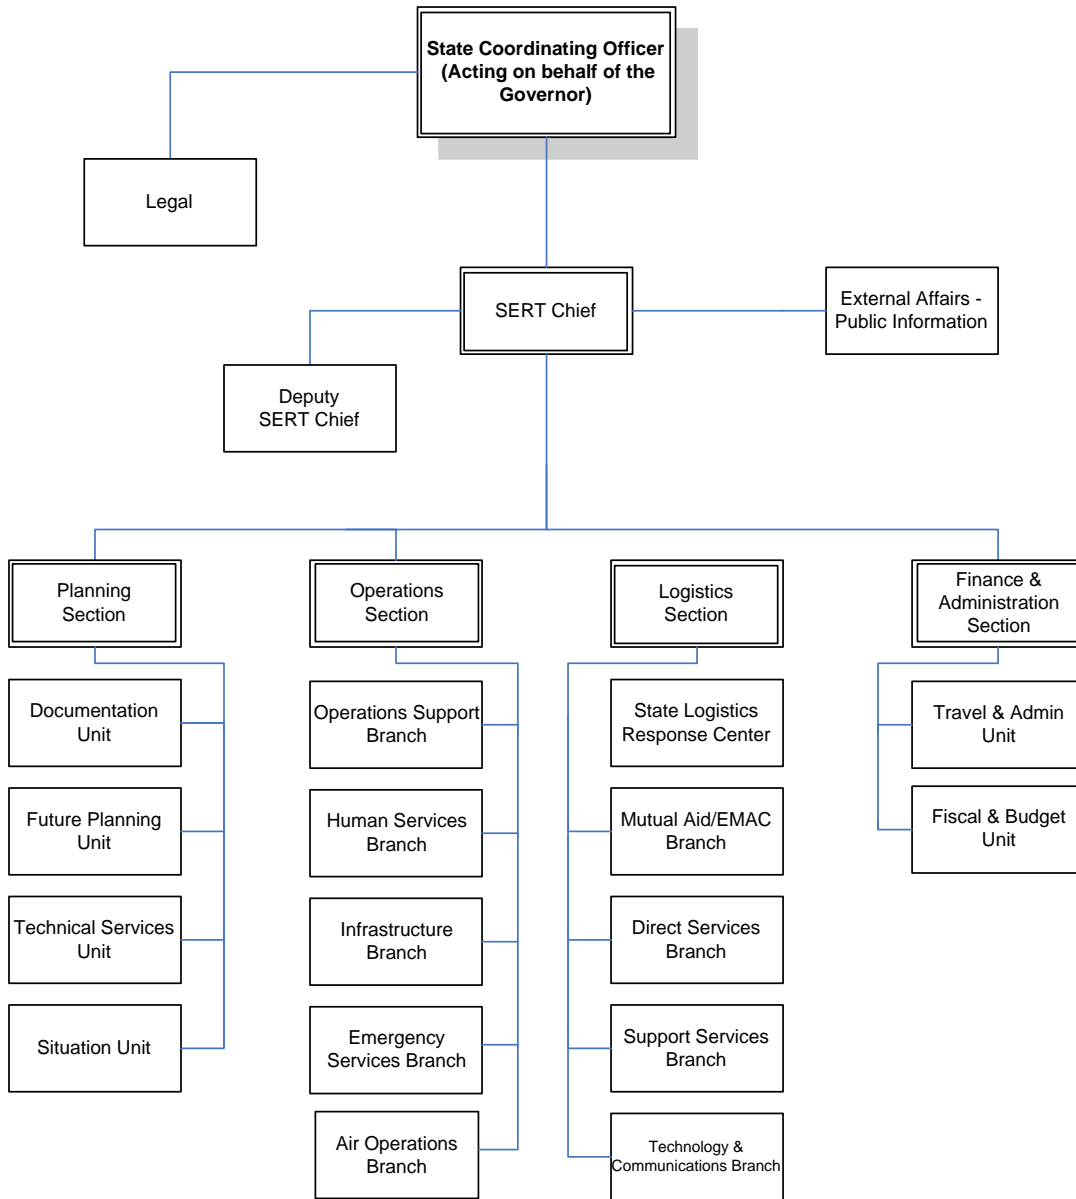 State Coordinating Officer
(Acting on behalf of the
Governor)
Legal
SERT Chief
External Affairs -
Public Information
Deputy
SERT Chief
Planning
Section
Operations
Section
Logistics
Section
Finance &
Administration
Section
Documentation
Unit
Future Planning
Unit
Technical Services
Unit
Situation Unit
Operations Support
Branch
Human Services
Branch
Infrastructure
Branch
Emergency
Services Branch
Air Operations
Branch
State Logistics
Response Center
Mutual Aid/EMAC
Branch
Direct Services
Branch
Support Services
Branch
Technology &
Communications Branch
Travel & Admin
Unit
Fiscal & Budget
Unit